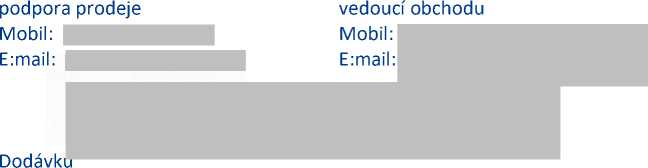 podpora prodeje
vedoucí obchodu
Mobil:
Mobil:
E:mail:
E:mail:
Dodávku